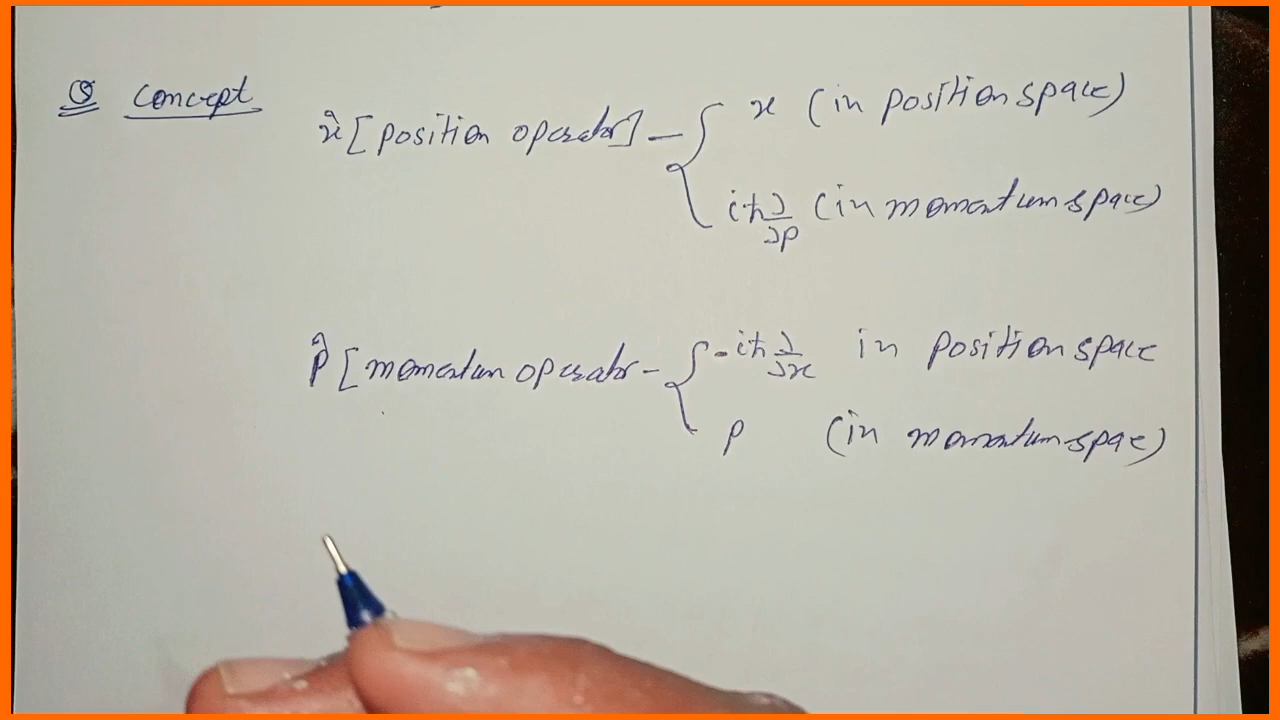 Q Concept
x̂ [position operator] – { x (in position space)
iħ ∂/∂p (in momentum space)
p̂ [momentum operator – { -iħ ∂/∂x in position space
p (in momentum space)